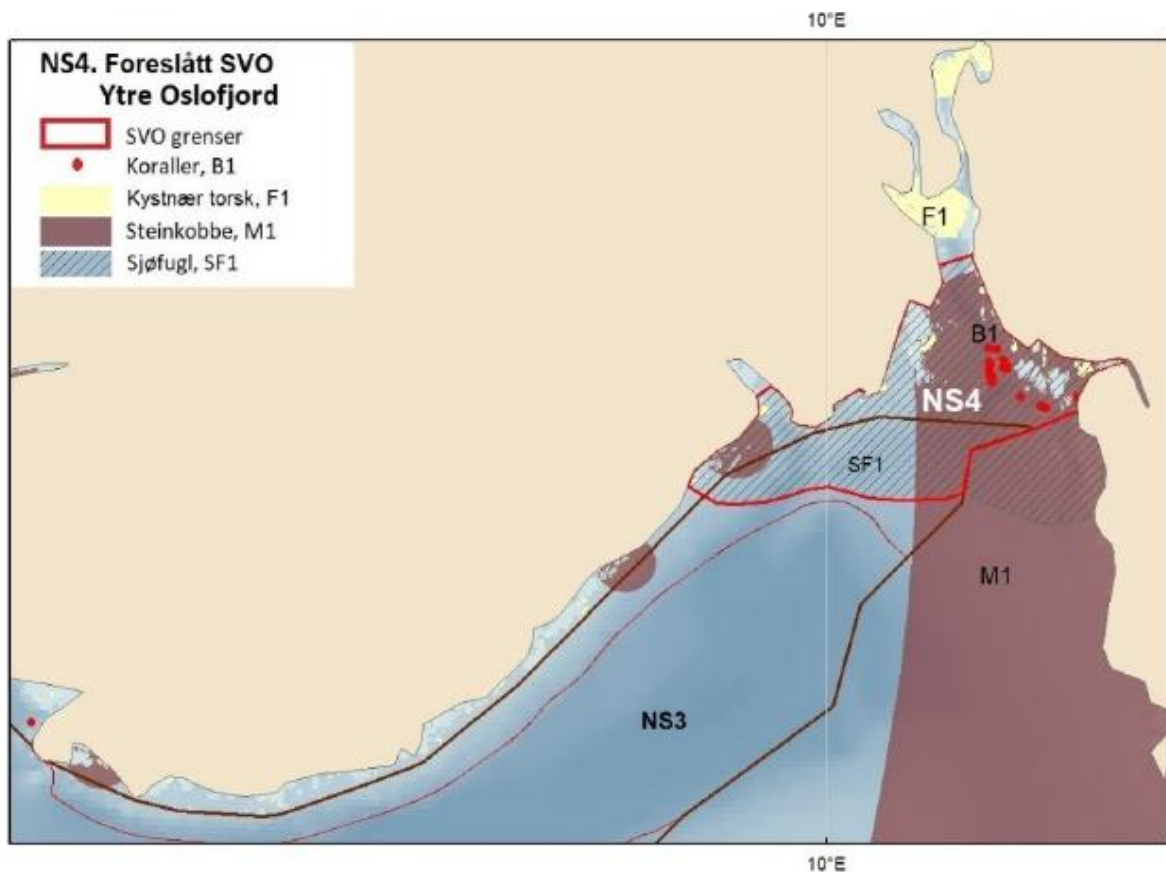 10°E
NS4. Foreslått SVO
Ytre Oslofjord
SVO grenser
Koraller, B1
Kystnær torsk, F1
Steinkobbe, M1
Sjøfugl, SF1
F1
B1
NS4
SF1
M1
NS3
10°E